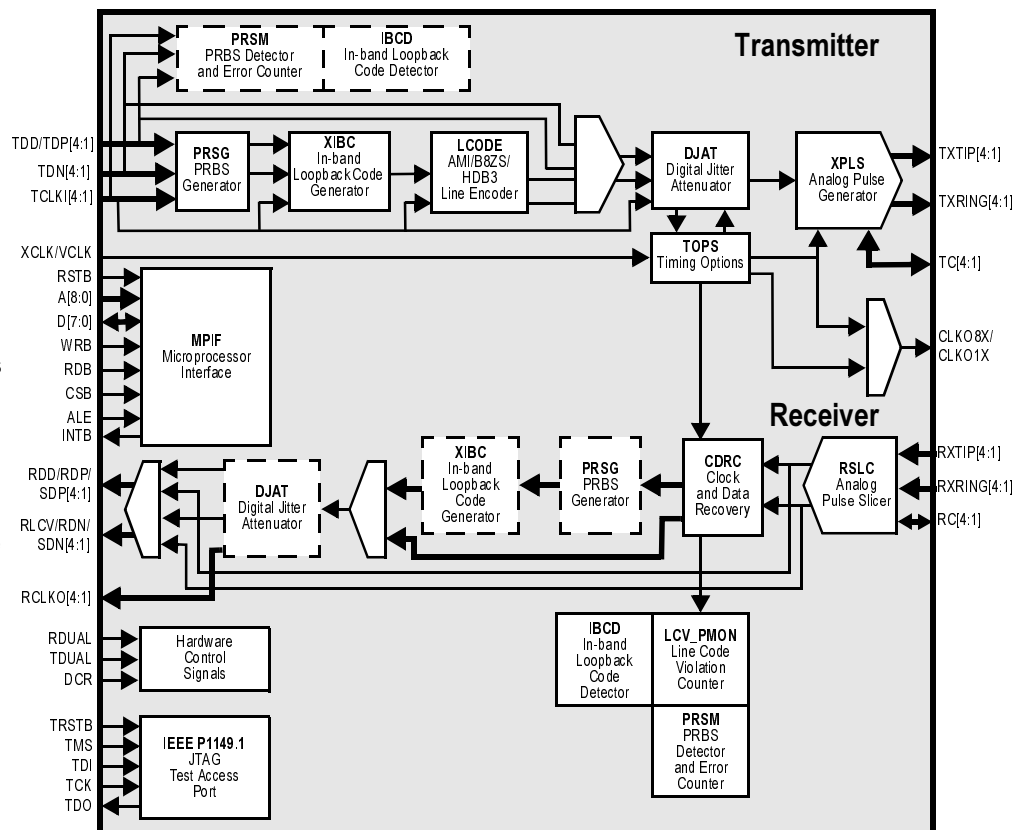 Transmitter
PRSM
PRBS Detector
and Error Counter
IBCD
In-band Loopback
Code Detector
TDD/TDP[4:1]
TDN[4:1]
TCLKI[4:1]
PRSG
PRBS
Generator
XIBC
In-band
Loopback Code
Generator
LCODE
AMI/B8ZS/
HDB3
Line Encoder
DJAT
Digital Jitter
Attenuator
XPLS
Analog Pulse
Generator
TXTIP[4:1]
TXRING[4:1]
TC[4:1]
XCLK/VCLK
TOPS
Timing Options
CLKO8X/
CLKO1X
RSTB
A[8:0]
D[7:0]
WRB
RDB
CSB
ALE
INTB
MPIF
Microprocessor
Interface
Receiver
RDD/RDP/
SDP[4:1]
RLCV/RDN/
SDN[4:1]
RCLKO[4:1]
DJAT
Digital Jitter
Attenuator
XIBC
In-band
Loopback
Code
Generator
PRSG
PRBS
Generator
CDRC
Clock
and Data
Recovery
RSLC
Analog
Pulse Slicer
RXTIP[4:1]
RXRING[4:1]
RC[4:1]
IBCD
In-band
Loopback
Code
Detector
LCV_PMON
Line Code
Violation
Counter
PRSM
PRBS
Detector
and Error
Counter
RDUAL
TDUAL
DCR
Hardware
Control
Signals
TRSTB
TMS
TDI
TCK
TDO
IEEE P1149.1
JTAG
Test Access
Port